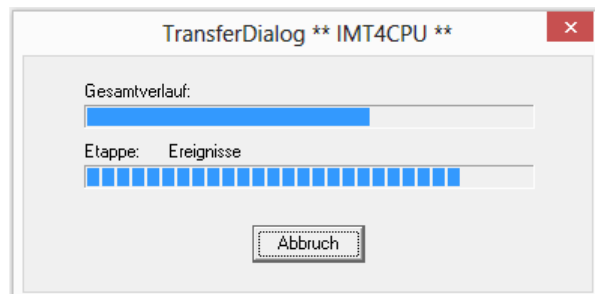 TransferDialog ** IMT4CPU **
Gesamtverlauf:
Etappe: Ereignisse
Abbruch